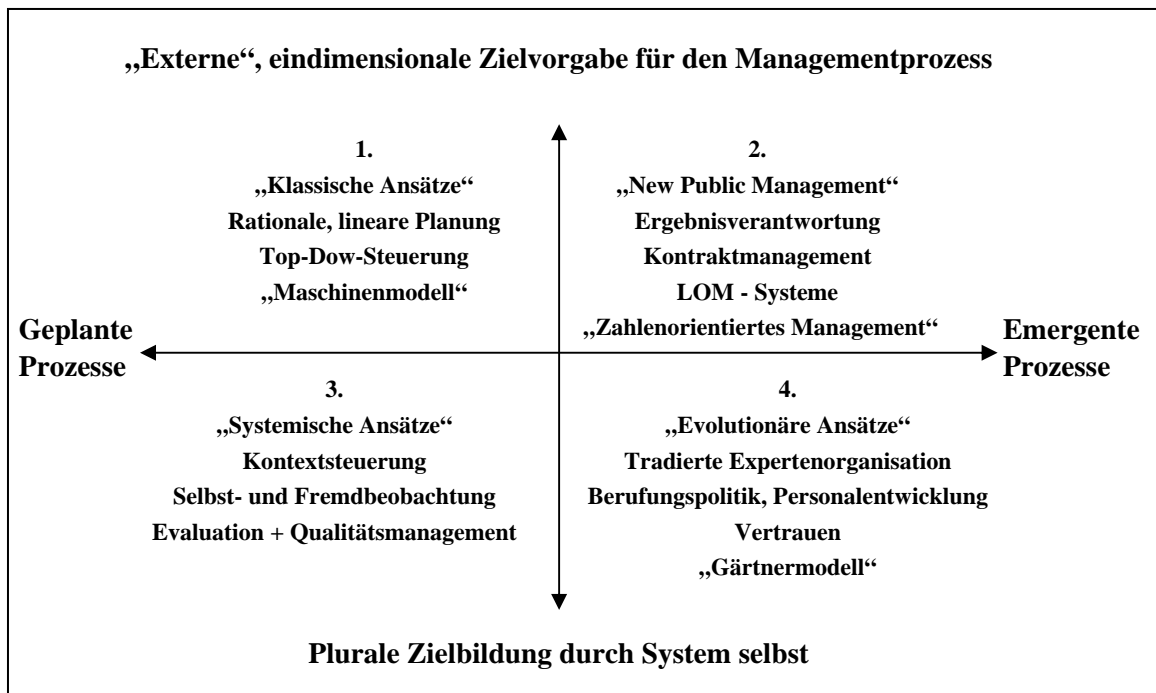 „Externe“, eindimensionale Zielvorgabe für den Managementprozess
1.
„Klassische Ansätze“
Rationale, lineare Planung
Top-Dow-Steuerung
„Maschinenmodell“
2.
„New Public Management“
Ergebnisverantwortung
Kontraktmanagement
LOM - Systeme
„Zahlenorientiertes Management“
Geplante
Prozesse
Emergente
Prozesse
3.
„Systemische Ansätze“
Kontextsteuerung
Selbst- und Fremdbeobachtung
Evaluation + Qualitätsmanagement
4.
„Evolutionäre Ansätze“
Tradierte Expertenorganisation
Berufungspolitik, Personalentwicklung
Vertrauen
„Gärtnermodell“
Plurale Zielbildung durch System selbst